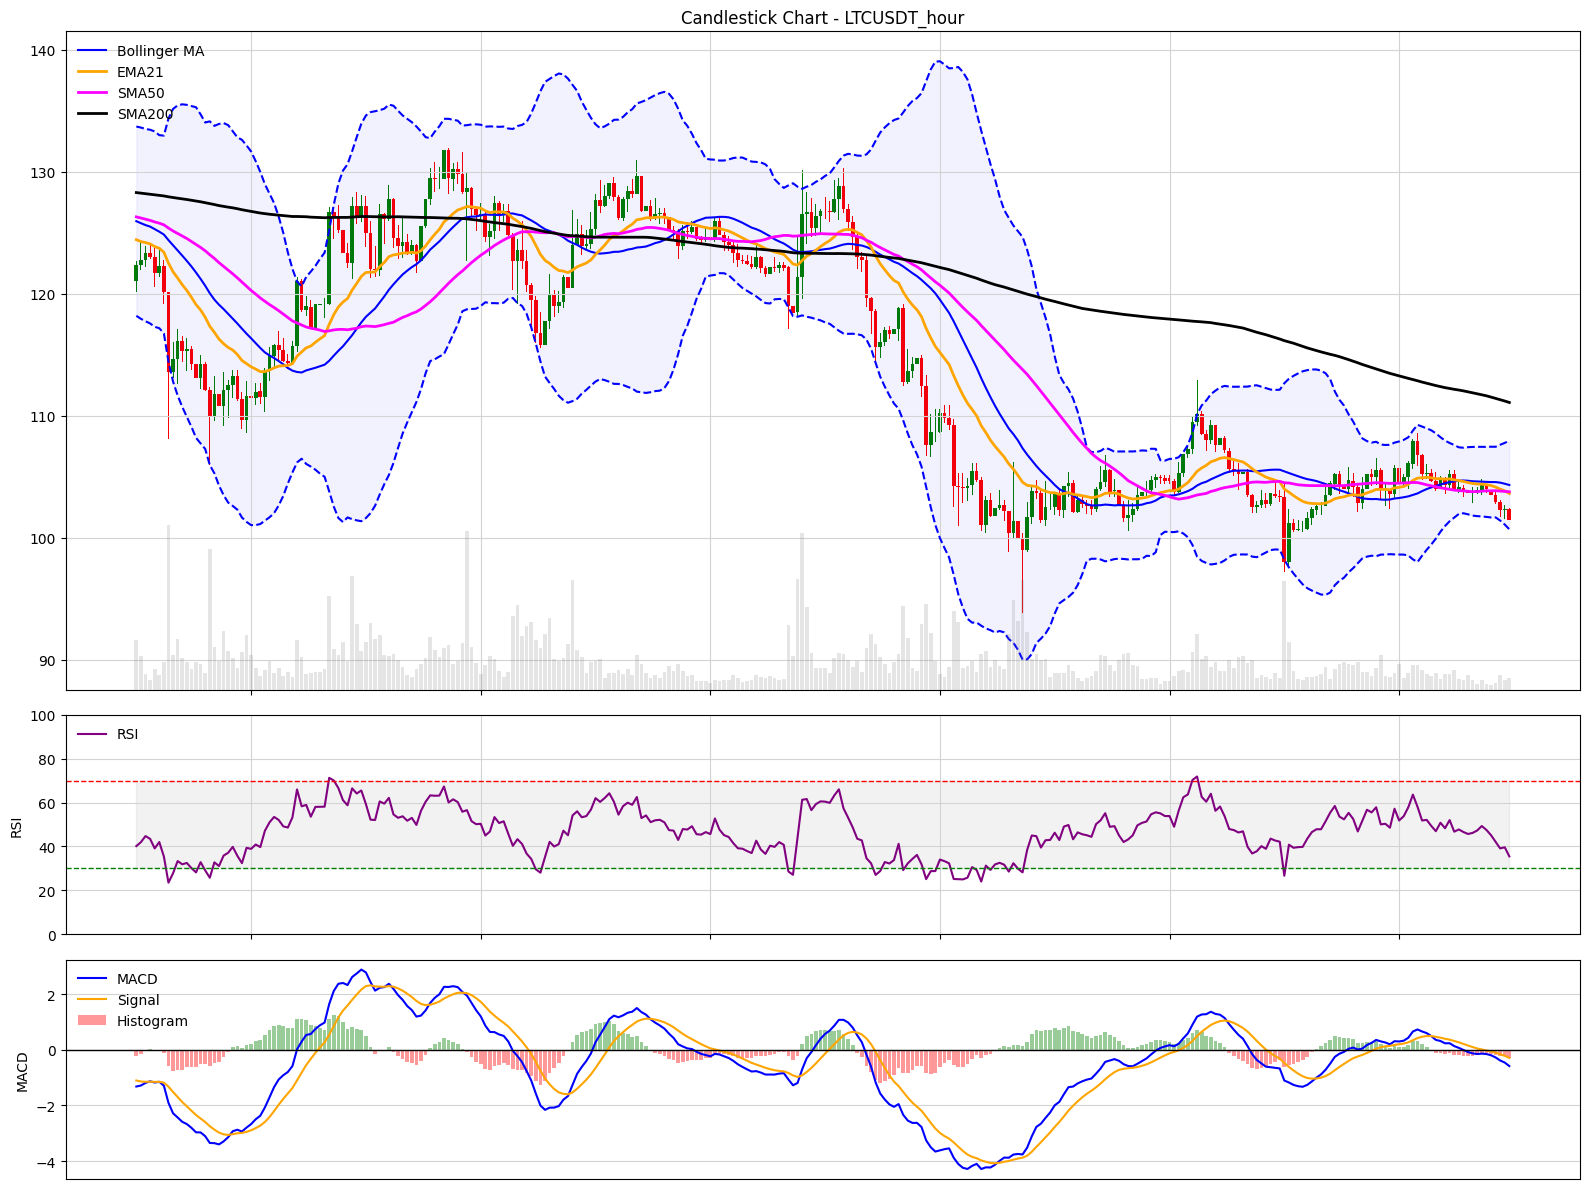 Candlestick Chart - LTCUSDT_hour
Bollinger MA
EMA21
SMA50
SMA200
140
130
120
110
100
90
RSI
RSI
100
80
60
40
20
0
MACD
Signal
Histogram
MACD
2
0
−2
−4